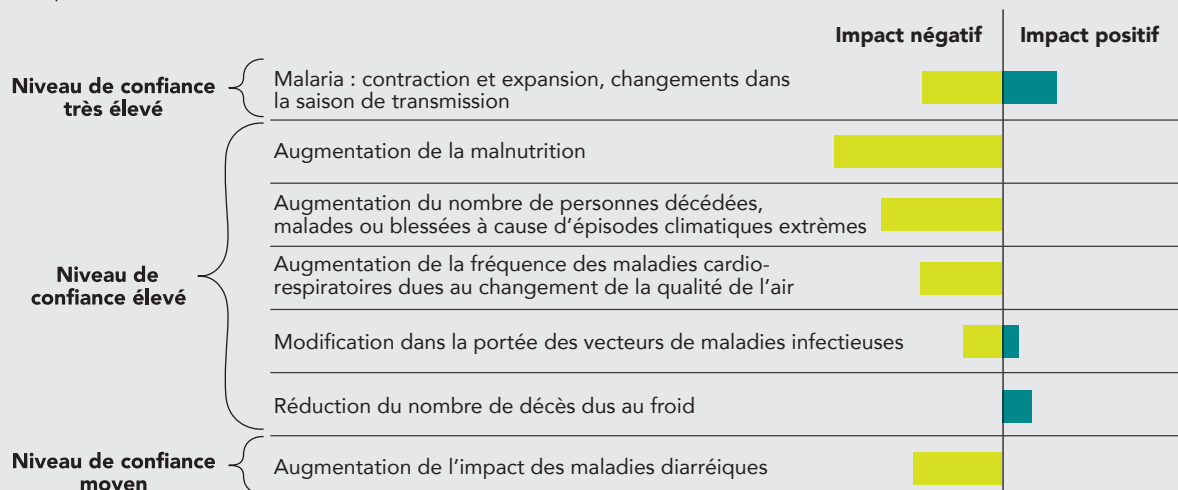 Impact négatif
Impact positif
Niveau de confiance
très élevé
Malaria : contraction et expansion, changements dans
la saison de transmission
Augmentation de la malnutrition
Augmentation du nombre de personnes décédées,
malades ou blessées à cause d’épisodes climatiques extrêmes
Niveau de
confiance élevé
Augmentation de la fréquence des maladies cardio-
respiratoires dues au changement de la qualité de l’air
Modification dans la portée des vecteurs de maladies infectieuses
Réduction du nombre de décès dus au froid
Niveau de confiance
moyen
Augmentation de l’impact des maladies diarréiques